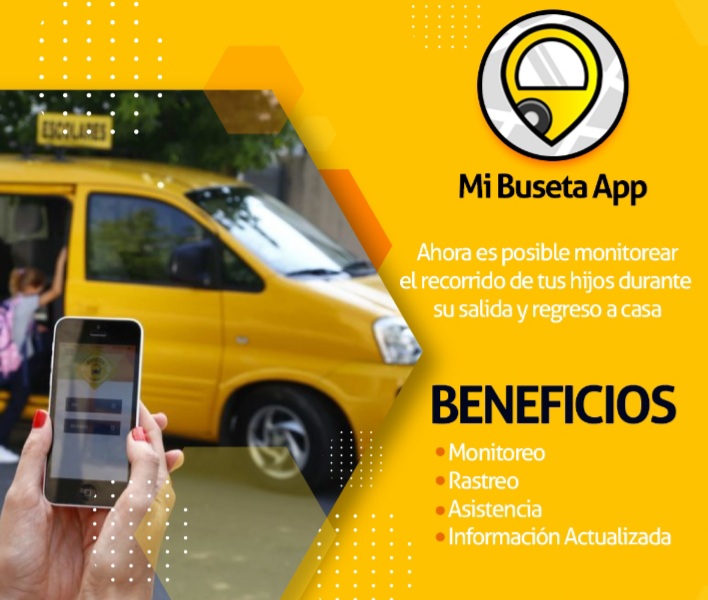 ESCOLARES
Mi Buseta App
Ahora es posible monitorear
el recorrido de tus hijos durante
su salida y regreso a casa
BENEFICIOS
• Monitoreo
• Rastreo
• Asistencia
• Información Actualizada